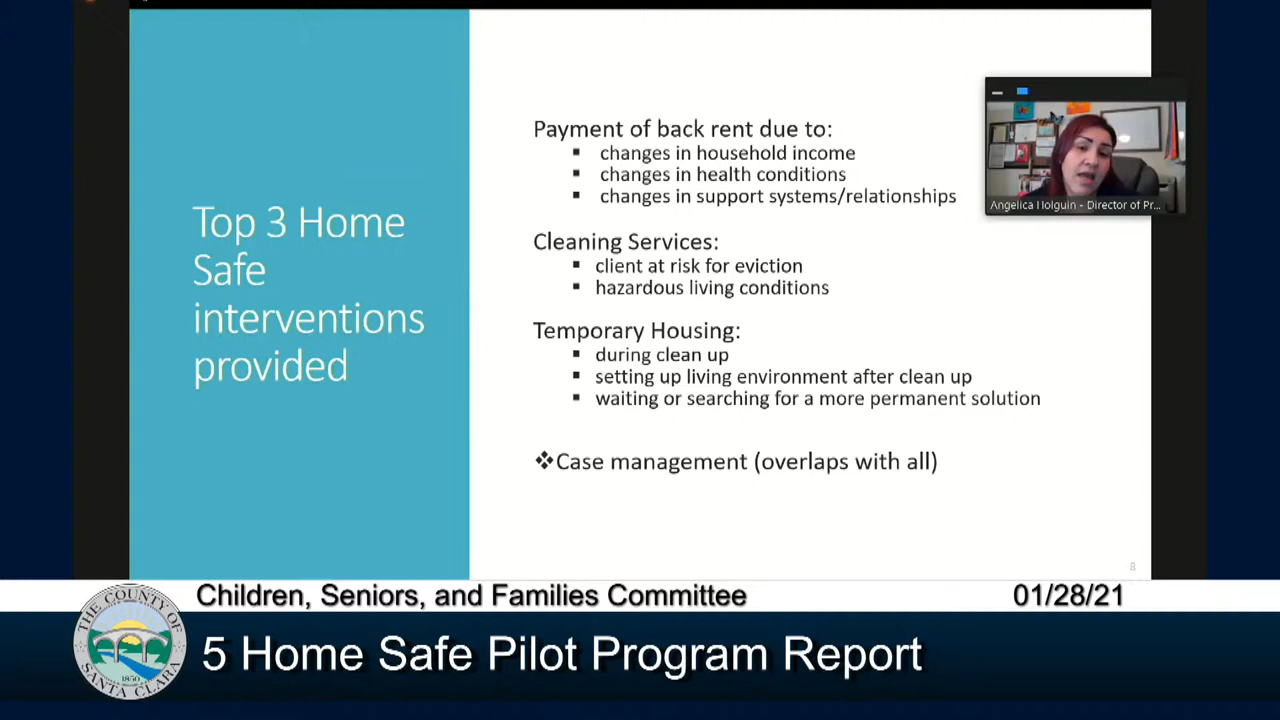 Top 3 Home
Safe
interventions
provided
Payment of back rent due to:
▪ changes in household income
▪ changes in health conditions
▪ changes in support systems/relationships
Cleaning Services:
▪ client at risk for eviction
▪ hazardous living conditions
Temporary Housing:
▪ during clean up
▪ setting up living environment after clean up
▪ waiting or searching for a more permanent solution
❖Case management (overlaps with all)
8
Angelica Holguin - Director of Pr...
Children, Seniors, and Families Committee
01/28/21
THE COUNTY OF
SANTA CLARA
1850
5 Home Safe Pilot Program Report